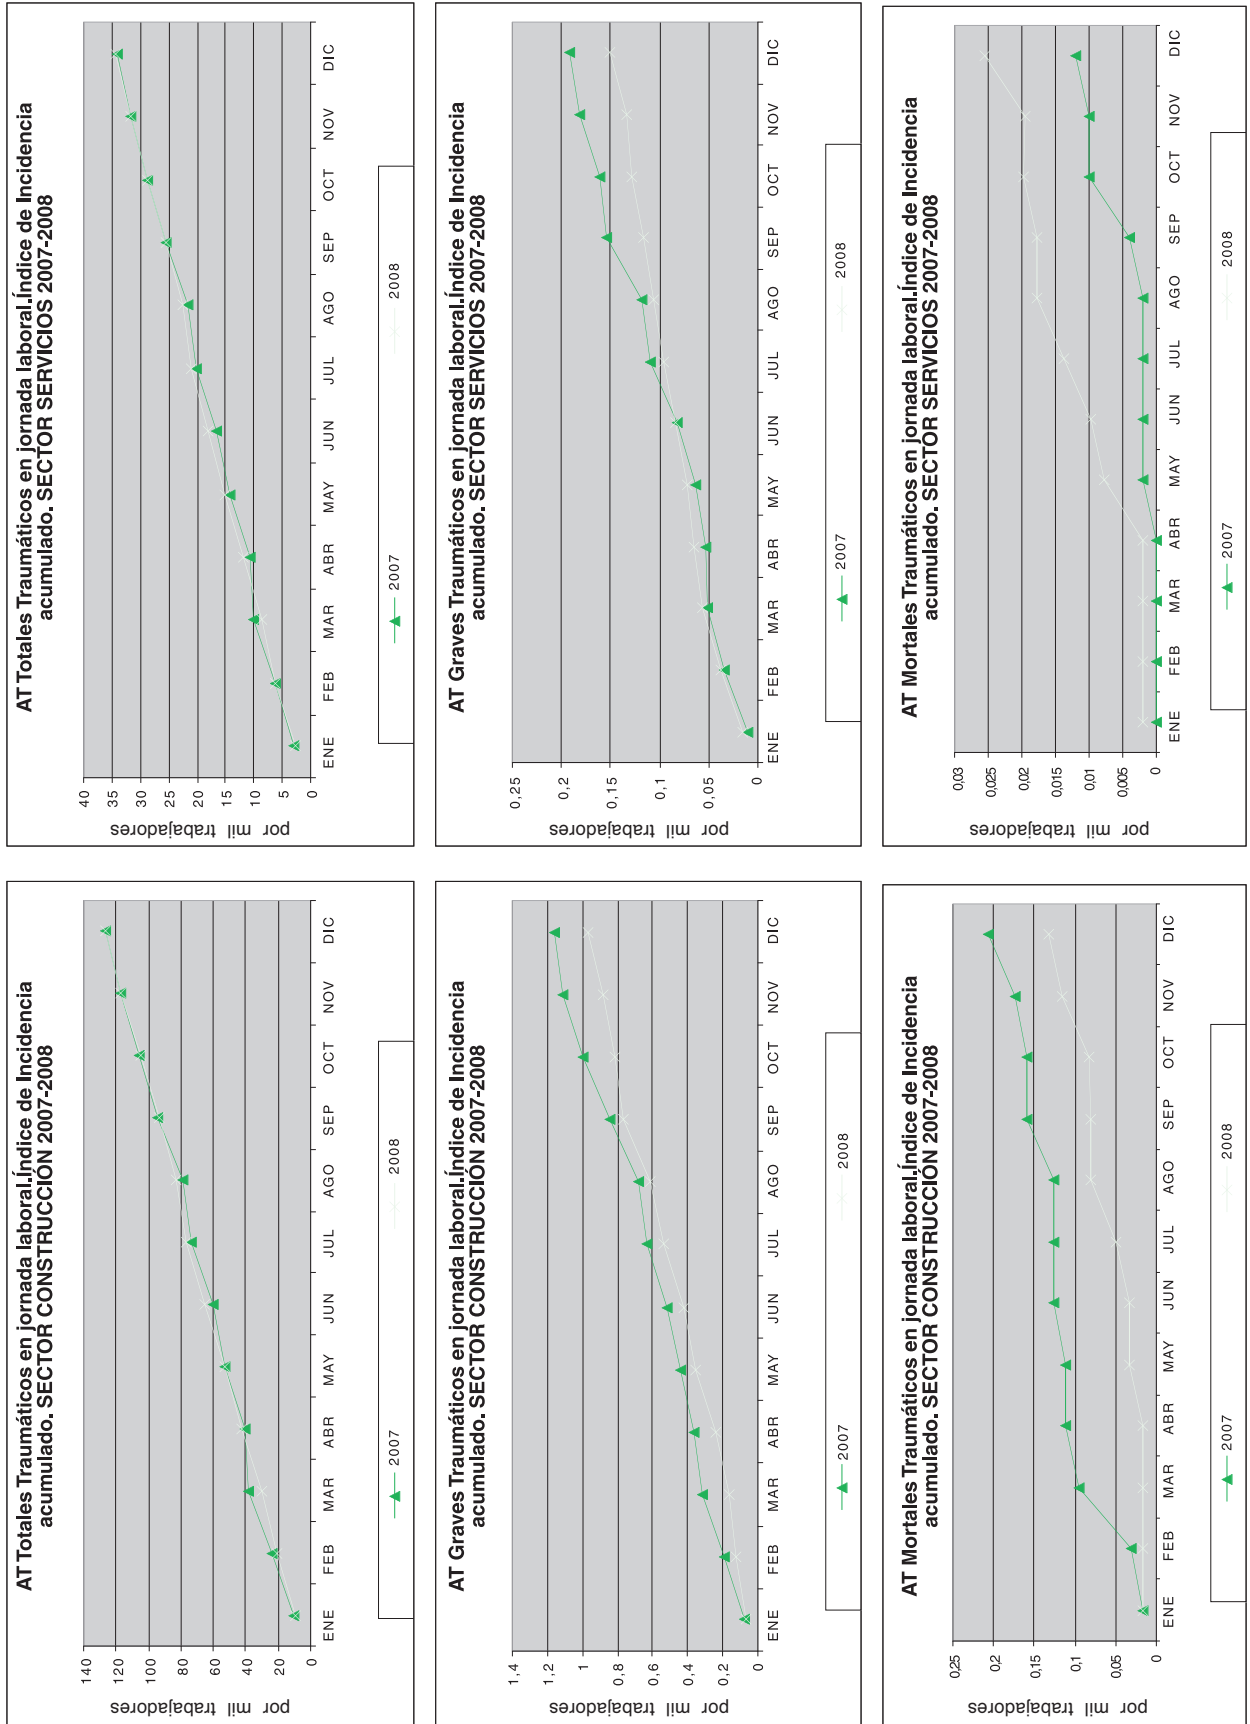 AT Totales Traumáticos en jornada laboral.Índice de Incidencia
acumulado. SECTOR CONSTRUCCIÓN 2007-2008
por mil trabajadores
140
120
100
80
60
40
20
0
ENE FEB MAR ABR MAY JUN JUL AGO SEP OCT NOV DIC
2007 2008
AT Totales Traumáticos en jornada laboral.Índice de Incidencia
acumulado. SECTOR SERVICIOS 2007-2008
por mil trabajadores
40
35
30
25
20
15
10
5
0
ENE FEB MAR ABR MAY JUN JUL AGO SEP OCT NOV DIC
2007 2008
AT Graves Traumáticos en jornada laboral.Índice de Incidencia
acumulado. SECTOR CONSTRUCCIÓN 2007-2008
por mil trabajadores
1,4
1,2
1
0,8
0,6
0,4
0,2
0
ENE FEB MAR ABR MAY JUN JUL AGO SEP OCT NOV DIC
2007 2008
AT Graves Traumáticos en jornada laboral.Índice de Incidencia
acumulado. SECTOR SERVICIOS 2007-2008
por mil trabajadores
0,25
0,2
0,15
0,1
0,05
0
ENE FEB MAR ABR MAY JUN JUL AGO SEP OCT NOV DIC
2007 2008
AT Mortales Traumáticos en jornada laboral.Índice de Incidencia
acumulado. SECTOR CONSTRUCCIÓN 2007-2008
por mil trabajadores
0,25
0,2
0,15
0,1
0,05
0
ENE FEB MAR ABR MAY JUN JUL AGO SEP OCT NOV DIC
2007 2008
AT Mortales Traumáticos en jornada laboral.Índice de Incidencia
acumulado. SECTOR SERVICIOS 2007-2008
por mil trabajadores
0,03
0,025
0,02
0,015
0,01
0,005
0
ENE FEB MAR ABR MAY JUN JUL AGO SEP OCT NOV DIC
2007 2008